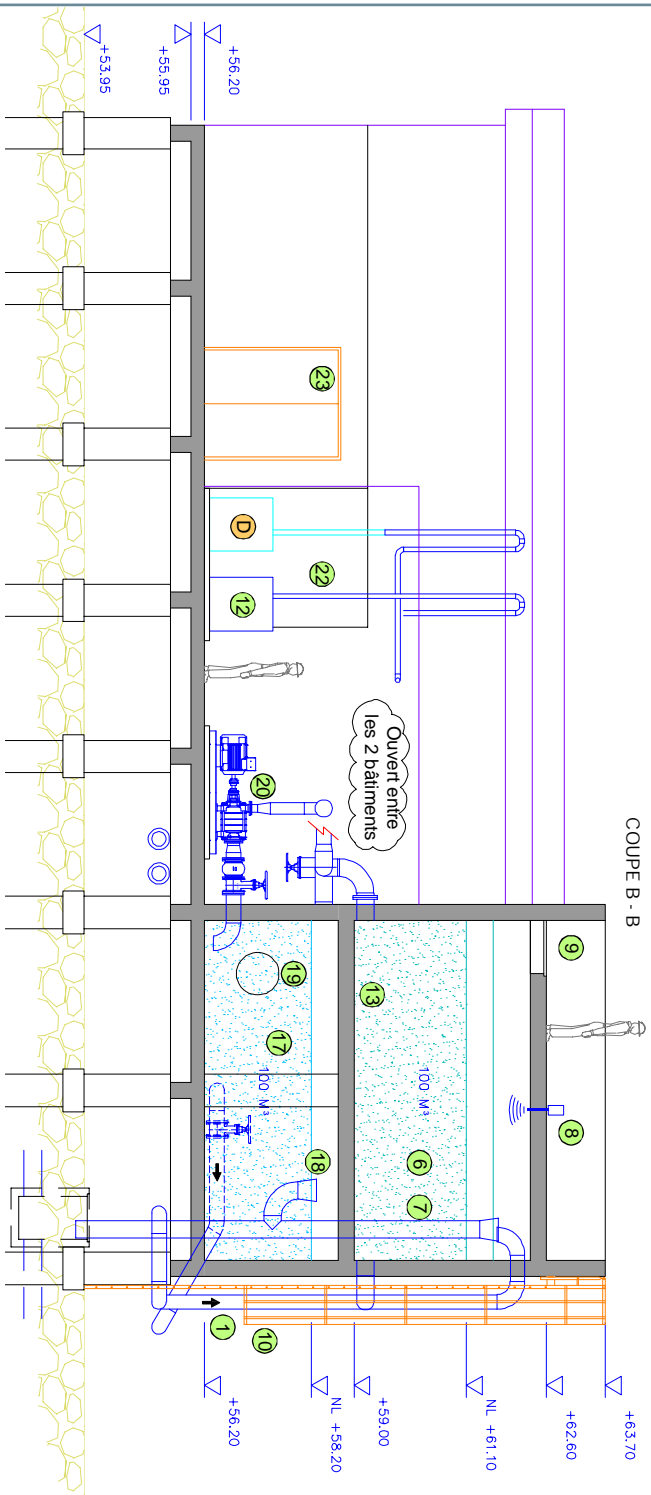 COUPE B - B
+63.70
+62.60
NL +61.10
+59.00
NL +58.20
+56.20
+56.20
+55.95
+53.95
Ouvert entre
les 2 bâtiments
9
8
6
7
100 M³
13
19
17
100 M³
18
20
23
22
D
12
1
10